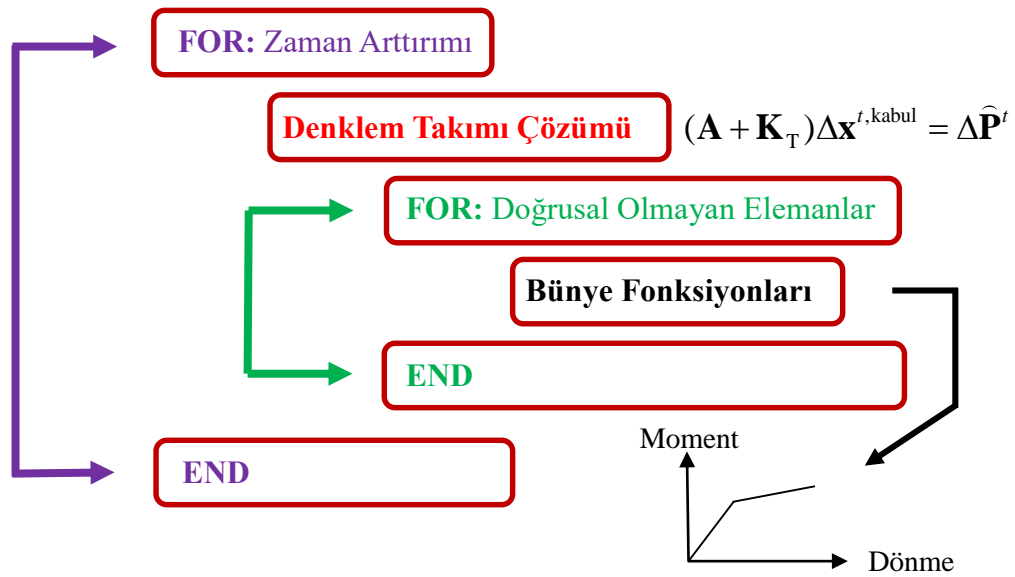 FOR: Zaman Arttırımı
Denklem Takımı Çözümü (A + K_T)Δx^{t,kabul} = ΔP̂^t
FOR: Doğrusal Olmayan Elemanlar
Bünye Fonksiyonları
END
Moment
END
Dönme